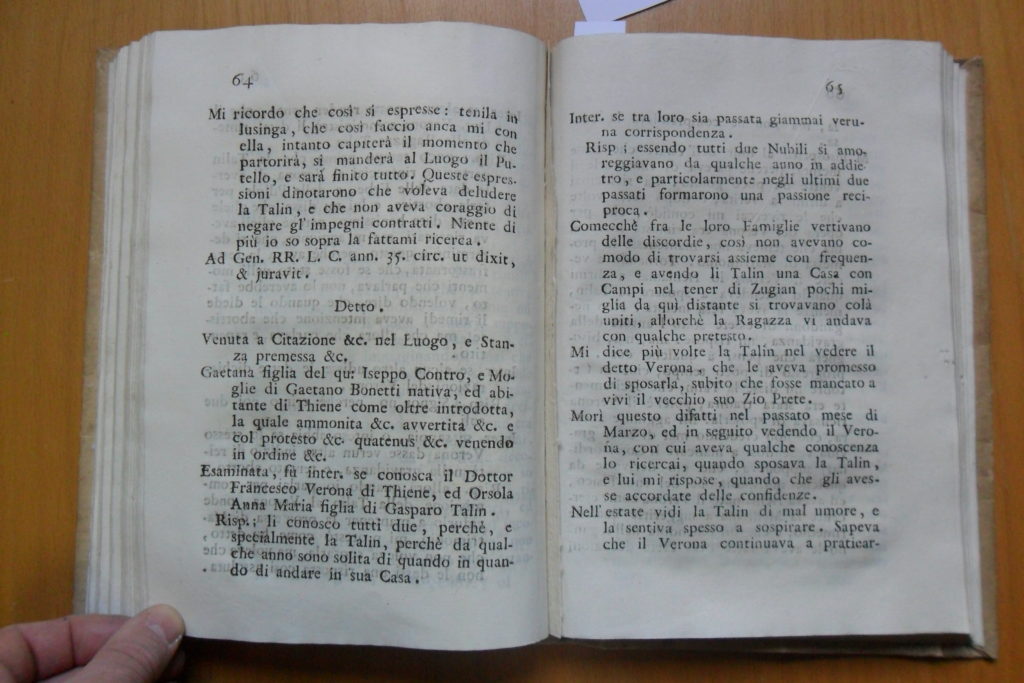 64
Mi ricordo che così si espresse: tenila in
lusinga, che così faccio anca mi con
ella, intanto capiterà il momento che
partorirà, si manderà al Luogo il Pu-
tello, e sarà finito tutto. Queste espres-
sioni dinotarono che voleva deludere
la Talin, e che non aveva coraggio di
negare gl' impegni contratti. Niente di
più io so sopra la fattami ricerca.
Ad Gen. RR. L. C. ann. 35. circ. ut dixit,
& juravit.
Detto.
Venuta a Citazione &c. nel Luogo, e Stan-
za premessa &c.
Gaetana figlia del qu: Iseppo Contro, e Mo-
glie di Gaetano Bonetti nativa, ed abi-
tante di Thiene come oltre introdotta,
la quale ammonita &c. avvertita &c. e
col protesto &c. quatenus &c. venendo
in ordine &c.
Esaminata, fù inter. se conosca il Dottor
Francesco Verona di Thiene, ed Orsola
Anna Maria figlia di Gasparo Talin.
Risp.; li conosco tutti due, perchè, e
specialmente la Talin, perchè da qual-
che anno sono solita di quando in quan-
do di andare in sua Casa.
65
Inter. se tra loro sia passata giammai veru-
na corrispondenza.
Risp; essendo tutti due Nubili si amo-
reggiavano da qualche anno in addie-
tro, e particolarmente negli ultimi due
passati formarono una passione reci-
proca.
Comecchè fra le loro Famiglie vertivano
delle discordie, così non avevano co-
modo di trovarsi assieme con frequen-
za, e avendo li Talin una Casa con
Campi nel tener di Zugian pochi mi-
glia da quì distante si trovavano colà
uniti, allorchè la Ragazza vi andava
con qualche pretesto.
Mi dice più volte la Talin nel vedere il
detto Verona, che le aveva promesso
di sposarla, subito che fosse mancato a
vivi il vecchio suo Zio Prete.
Morì questo difatti nel passato mese di
Marzo, ed in seguito vedendo il Vero-
na, con cui aveva qualche conoscenza
lo ricercai, quando sposava la Talin,
e lui mi rispose, quando che gli aves-
se accordate delle confidenze.
Nell' estate vidi la Talin di mal umore, e
la sentiva spesso a sospirare. Sapeva
che il Verona continuava a praticar-